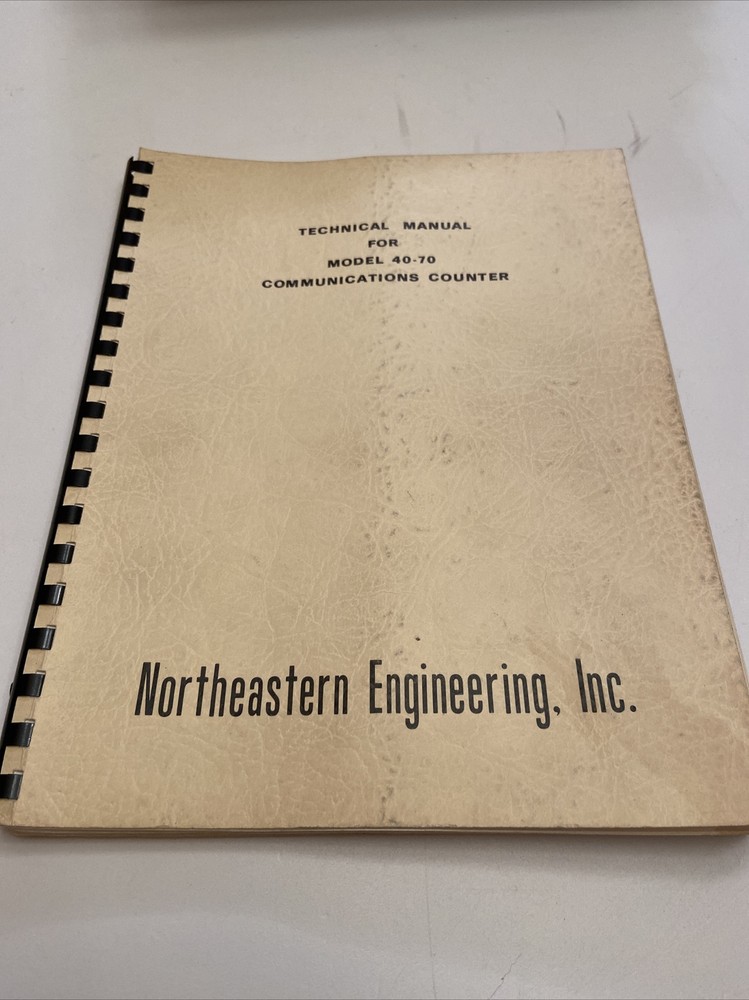 TECHNICAL MANUAL
FOR
MODEL 40-70
COMMUNICATIONS COUNTER
Northeastern Engineering, Inc.